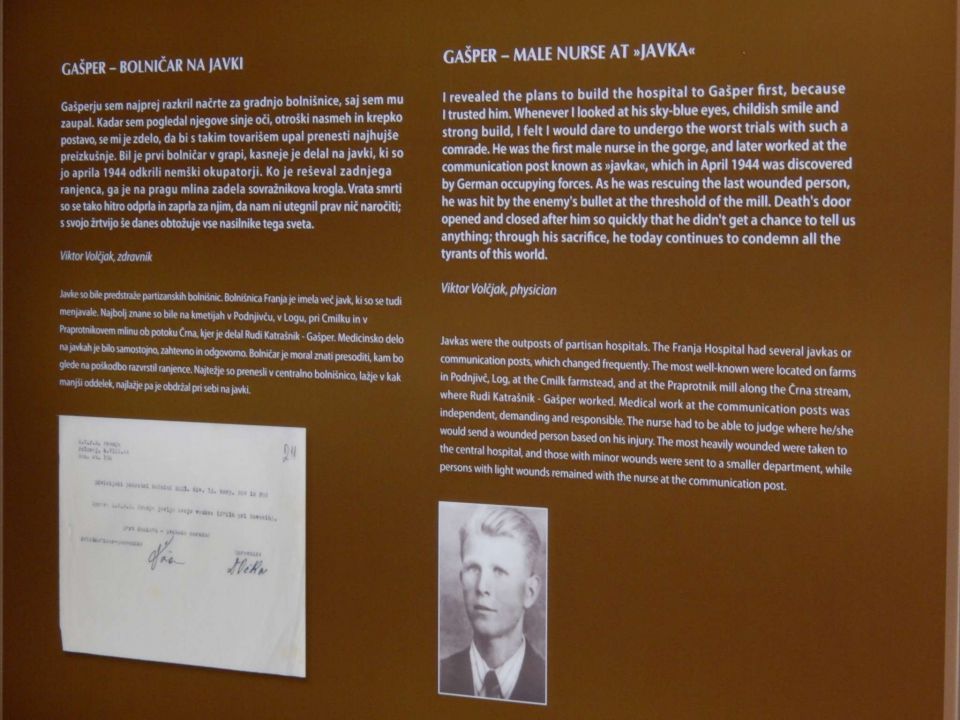 GAŠPER – BOLNIČAR NA JAVKI
Gašperju sem najprej razkril načrte za gradnjo bolnišnice, saj sem mu
zaupal. Kadar sem pogledal njegove sinje oči, otroški nasmeh in krepko
postavo, se mi je zdelo, da bi s takim tovarišem upal prenesti najhujše
preizkušnje. Bil je prvi bolničar v grapi, kasneje je delal na javki, ki so
jo aprila 1944 odkrili nemški okupatorji. Ko je reševal zadnjega
ranjenca, ga je na pragu mlina zadela sovražnikova krogla. Vrata smrti
so se tako hitro odprla in zaprla za njim, da nam ni utegnil prav nič naročiti;
s svojo žrtvijo še danes obtožuje vse nasilnike tega sveta.
Viktor Volčjak, zdravnik
Javke so bile predstraže partizanskih bolnišnic. Bolnišnica Franja je imela več javk, ki so se tudi
menjavale. Najbolj znane so bile na kmetijah v Podnjivču, v Logu, pri Cmilku in v
Praprotnikovem mlinu ob potoku Črna, kjer je delal Rudi Katrašnik - Gašper. Medicinsko delo
na javkah je bilo samostojno, zahtevno in odgovorno. Bolničar je moral znati presoditi, kam bo
glede na poškodbo razvrstil ranjence. Najtežje so prenesli v centralno bolnišnico, lažje v kak
manjši oddelek, najlažje pa je obdržal pri sebi na javki.
24
GAŠPER – MALE NURSE AT »JAVKA«
I revealed the plans to build the hospital to Gašper first, because
I trusted him. Whenever I looked at his sky-blue eyes, childish smile and
strong build, I felt I would dare to undergo the worst trials with such a
comrade. He was the first male nurse in the gorge, and later worked at the
communication post known as »javka«, which in April 1944 was discovered
by German occupying forces. As he was rescuing the last wounded person,
he was hit by the enemy's bullet at the threshold of the mill. Death's door
opened and closed after him so quickly that he didn't get a chance to tell us
anything; through his sacrifice, he today continues to condemn all the
tyrants of this world.
Viktor Volčjak, physician
Javkas were the outposts of partisan hospitals. The Franja Hospital had several javkas or
communication posts, which changed frequently. The most well-known were located on farms
in Podnjivč, Log, at the Cmilk farmstead, and at the Praprotnik mill along the Črna stream,
where Rudi Katrašnik - Gašper worked. Medical work at the communication posts was
independent, demanding and responsible. The nurse had to be able to judge where he/she
would send a wounded person based on his injury. The most heavily wounded were taken to
the central hospital, and those with minor wounds were sent to a smaller department, while
persons with light wounds remained with the nurse at the communication post.